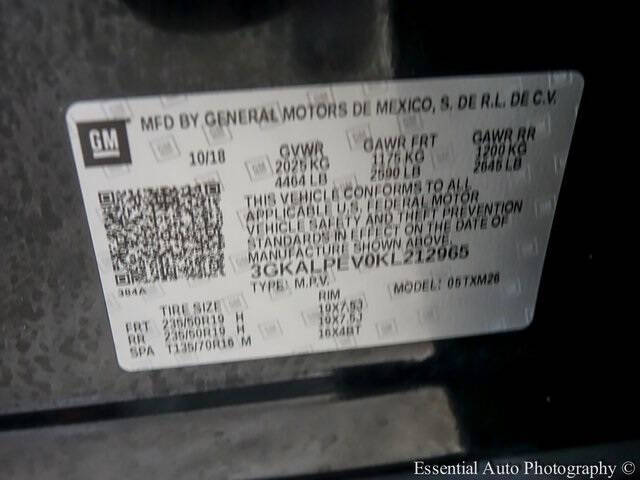 MFD BY GENERAL MOTORS DE MEXICO, S. DE R.L. DE C.V.
GM
10/18 GVWR GAWR FRT GAWR RR
2025 KG 1175 KG 1200 KG
4464 LB 2590 LB 2645 LB
THIS VEHICLE CONFORMS TO ALL
APPLICABLE U.S. FEDERAL MOTOR
VEHICLE SAFETY AND THEFT PREVENTION
STANDARDS IN EFFECT ON THE DATE OF
MANUFACTURE SHOWN ABOVE.
3GKALPEV0KL212965
TYPE: M.P.V. MODEL: 06TXM26
384A
TIRE SIZE RIM
FRT 235/50R19 H 19X7.5J
RR 235/50R19 H 19X7.5J
SPA T135/70R16 M 16X4BT
Essential Auto Photography ©